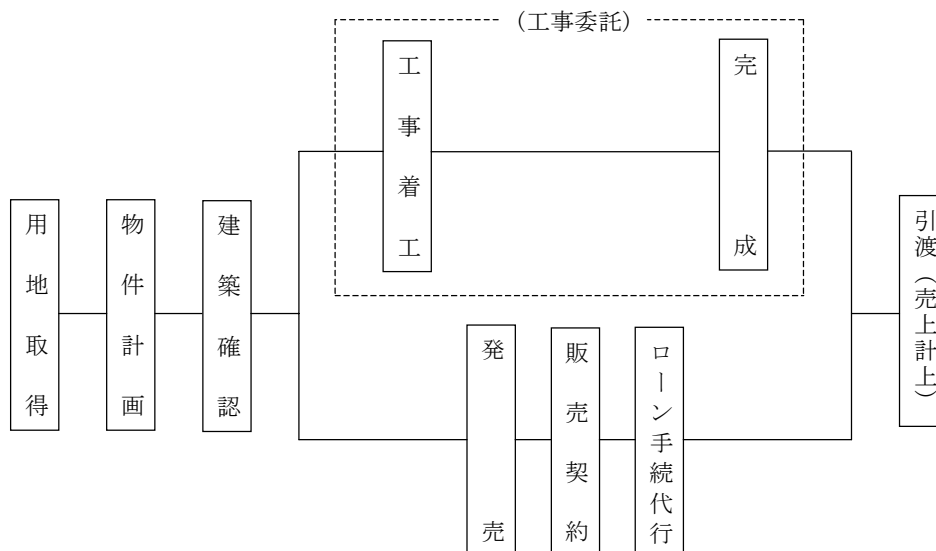 (工事委託)
工事着工
完成
用地取得
物件計画
建築確認
発売
販売契約
ローン手続代行
引渡(売上計上)